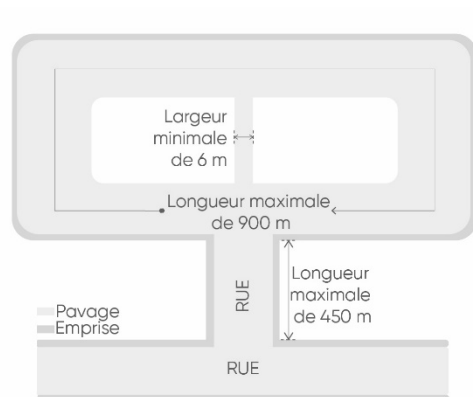 Largeur
minimale
de 6 m
Longueur maximale
de 900 m
RUE
Longueur
maximale
de 450 m
Pavage
Emprise
RUE